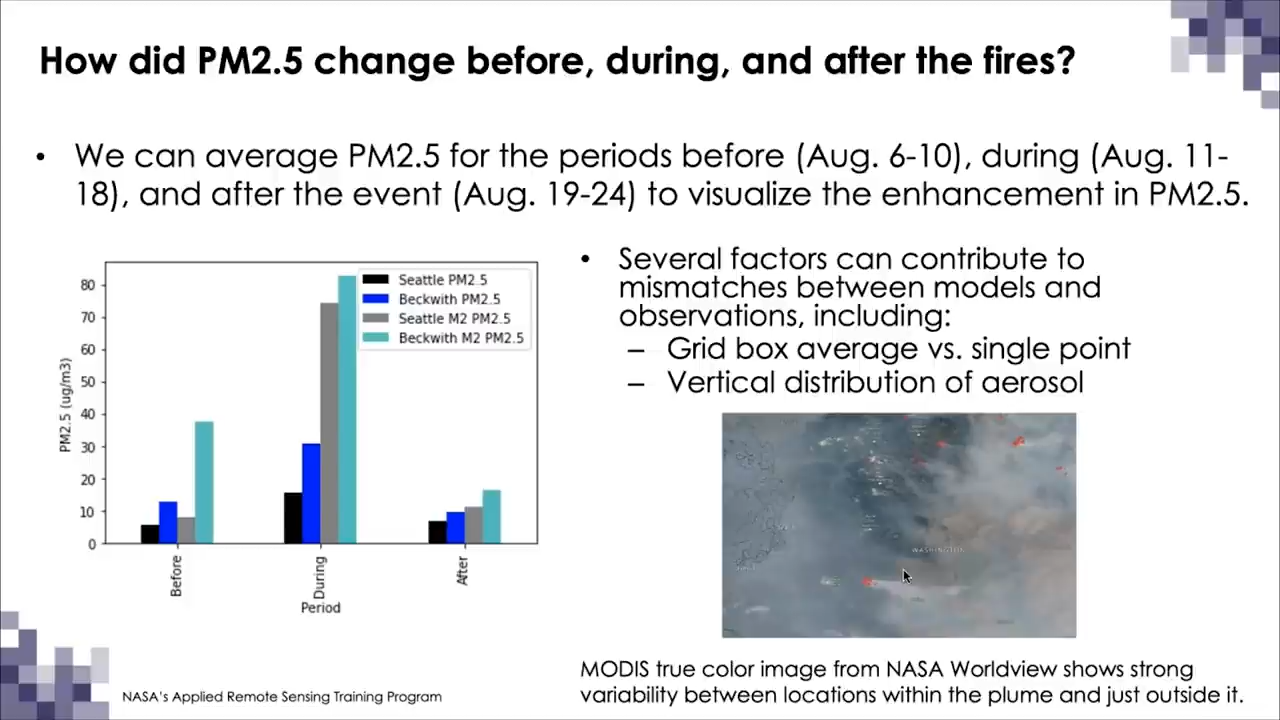 How did PM2.5 change before, during, and after the fires?
• We can average PM2.5 for the periods before (Aug. 6-10), during (Aug. 11-
18), and after the event (Aug. 19-24) to visualize the enhancement in PM2.5.
80
70
60
50
40
30
20
10
0
PM2.5 (ug/m3)
Seattle PM2.5
Beckwith PM2.5
Seattle M2 PM2.5
Beckwith M2 PM2.5
Before
During
After
Period
• Several factors can contribute to
mismatches between models and
observations, including:
– Grid box average vs. single point
– Vertical distribution of aerosol
WASHINGTON
MODIS true color image from NASA Worldview shows strong
variability between locations within the plume and just outside it.
NASA's Applied Remote Sensing Training Program